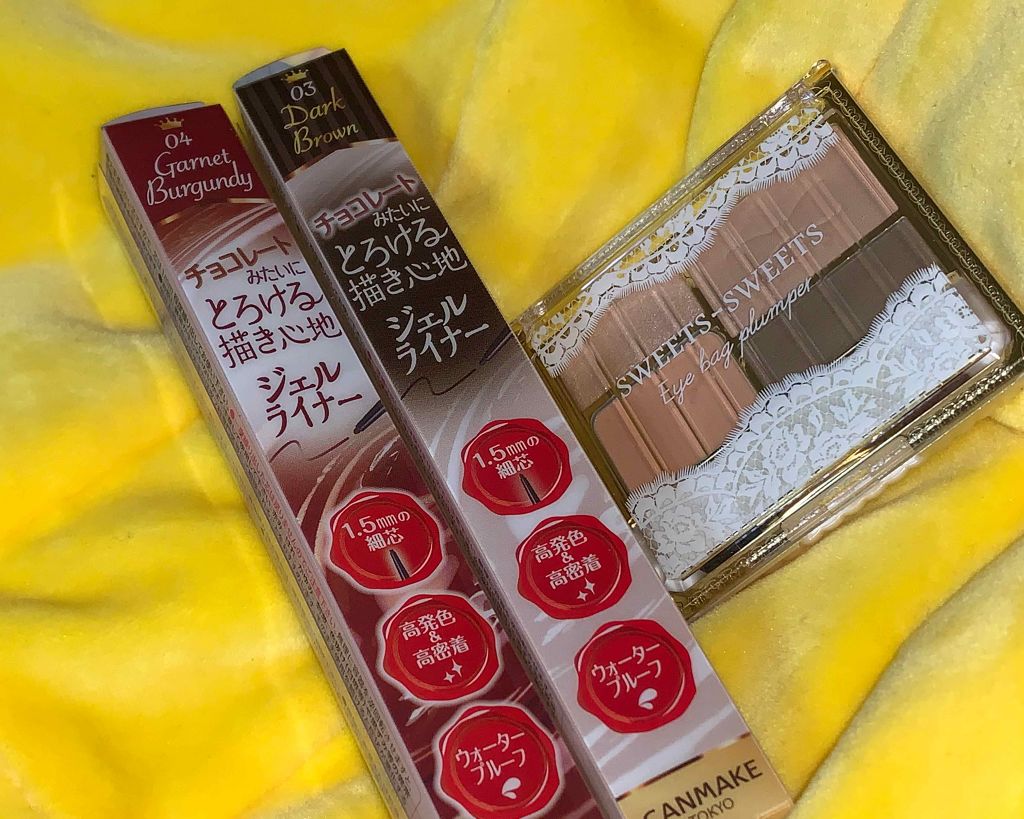 04
Garnet
Burgundy
チョコレート
みたいに
とろける
描き心地
ジェル
ライナー
1.5mmの
細芯
高発色
&
高密着
ウォーター
プルーフ
03
Dark
Brown
チョコレート
みたいに
とろける
描き心地
ジェル
ライナー
1.5mmの
細芯
高発色
&
高密着
ウォーター
プルーフ
CANMAKE
TOKYO
SWEETS-SWEETS
Eye bag plumper